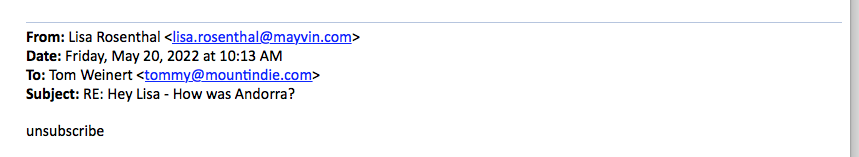 From: Lisa Rosenthal <lisa.rosenthal@mayvin.com>
Date: Friday, May 20, 2022 at 10:13 AM
To: Tom Weinert <tommy@mountindie.com>
Subject: RE: Hey Lisa - How was Andorra?
unsubscribe